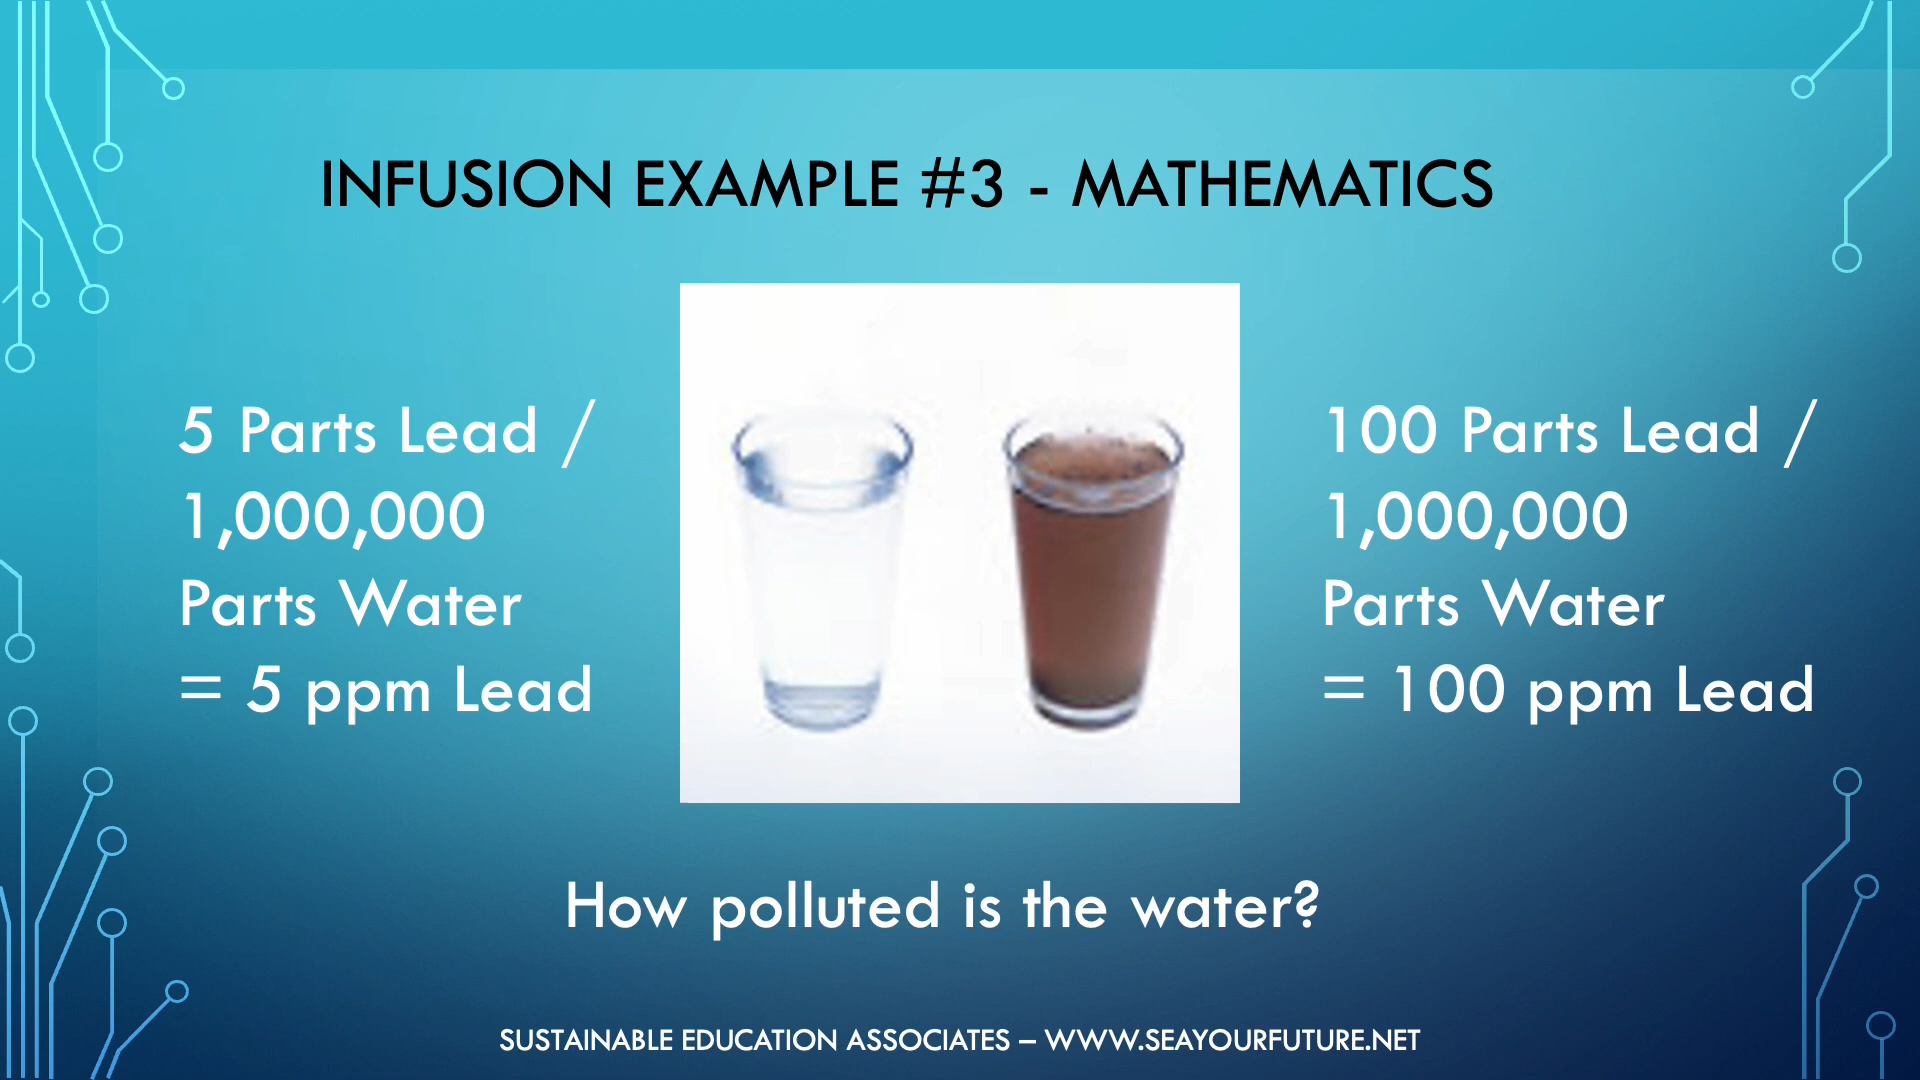 INFUSION EXAMPLE #3 - MATHEMATICS
5 Parts Lead /
1,000,000
Parts Water
= 5 ppm Lead
100 Parts Lead /
1,000,000
Parts Water
= 100 ppm Lead
How polluted is the water?
SUSTAINABLE EDUCATION ASSOCIATES – WWW.SEAYOURFUTURE.NET